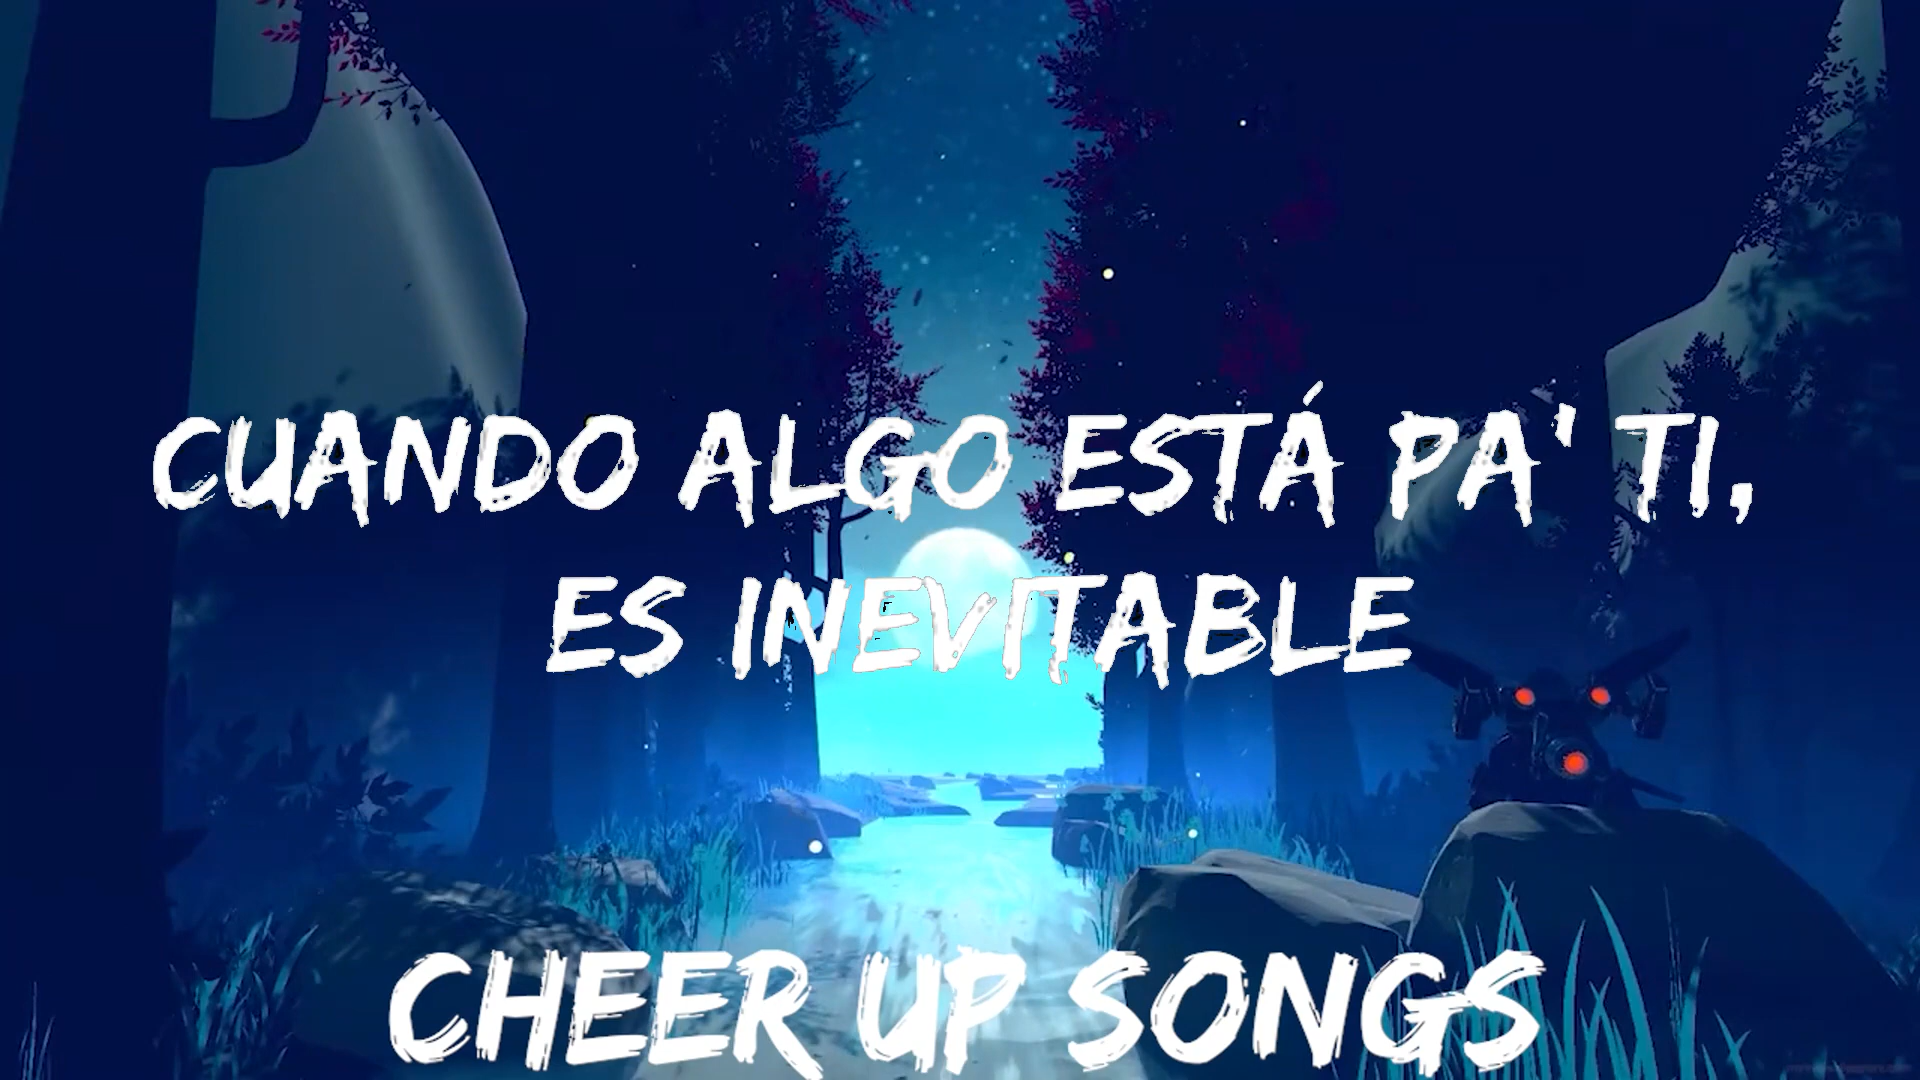 CUANDO ALGO ESTÁ PA' TI,
ES INEVITABLE
CHEER UP SONGS